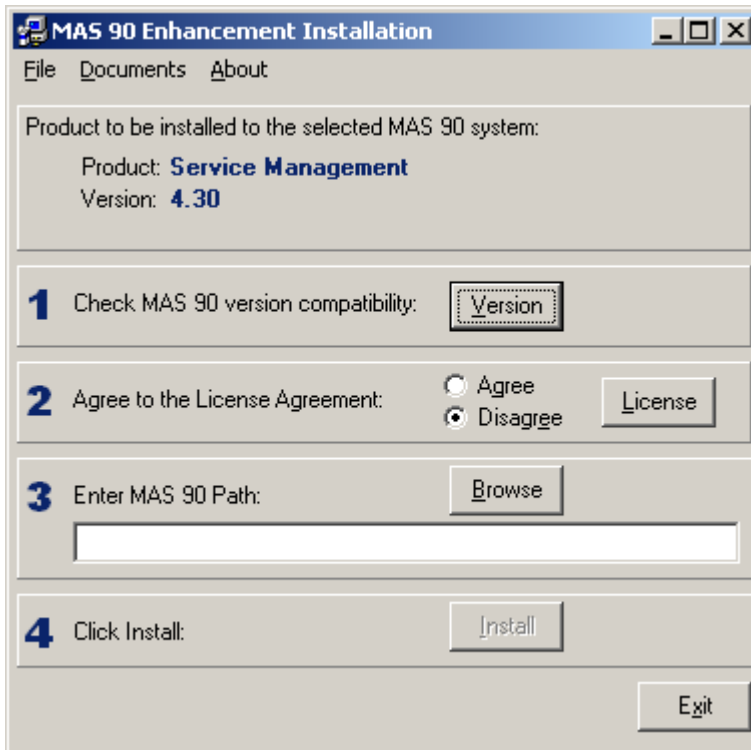 MAS 90 Enhancement Installation
File Documents About
Product to be installed to the selected MAS 90 system:
Product: Service Management
Version: 4.30
1 Check MAS 90 version compatibility: Version
2 Agree to the License Agreement: Agree Disagree License
3 Enter MAS 90 Path: Browse
4 Click Install: Install
Exit